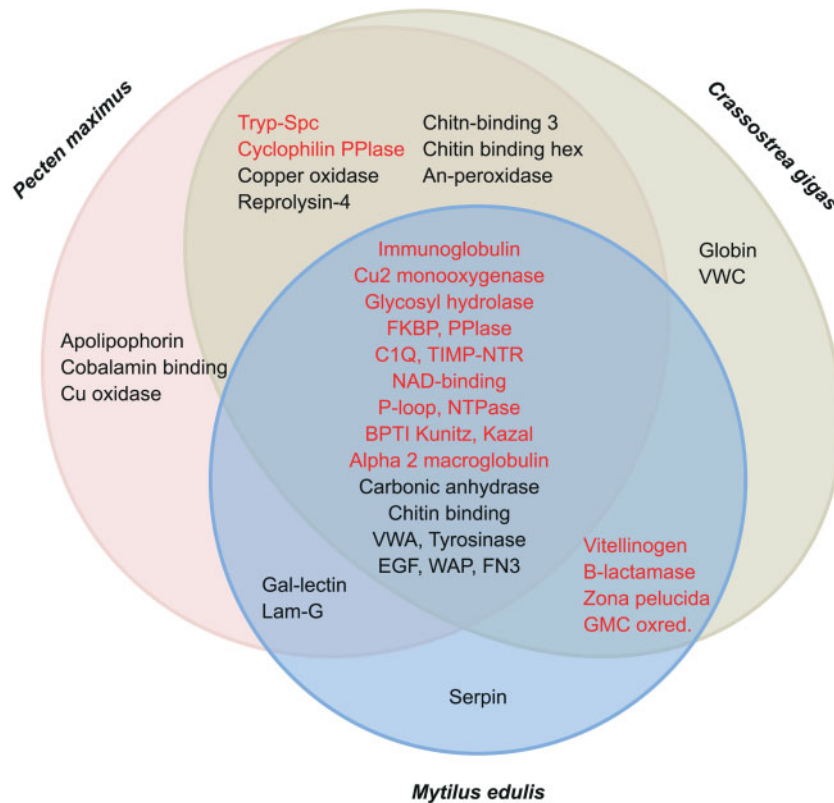 Pecten maximus
Crassostrea gigas
Tryp-Spc
Cyclophilin PPlase
Copper oxidase
Reprolysin-4
Chitn-binding 3
Chitin binding hex
An-peroxidase
Globin
VWC
Immunoglobulin
Cu2 monooxygenase
Glycosyl hydrolase
FKBP, PPlase
C1Q, TIMP-NTR
NAD-binding
P-loop, NTPase
BPTI Kunitz, Kazal
Alpha 2 macroglobulin
Carbonic anhydrase
Chitin binding
VWA, Tyrosinase
EGF, WAP, FN3
Apolipophorin
Cobalamin binding
Cu oxidase
Gal-lectin
Lam-G
Vitellinogen
B-lactamase
Zona pelucida
GMC oxred.
Serpin
Mytilus edulis